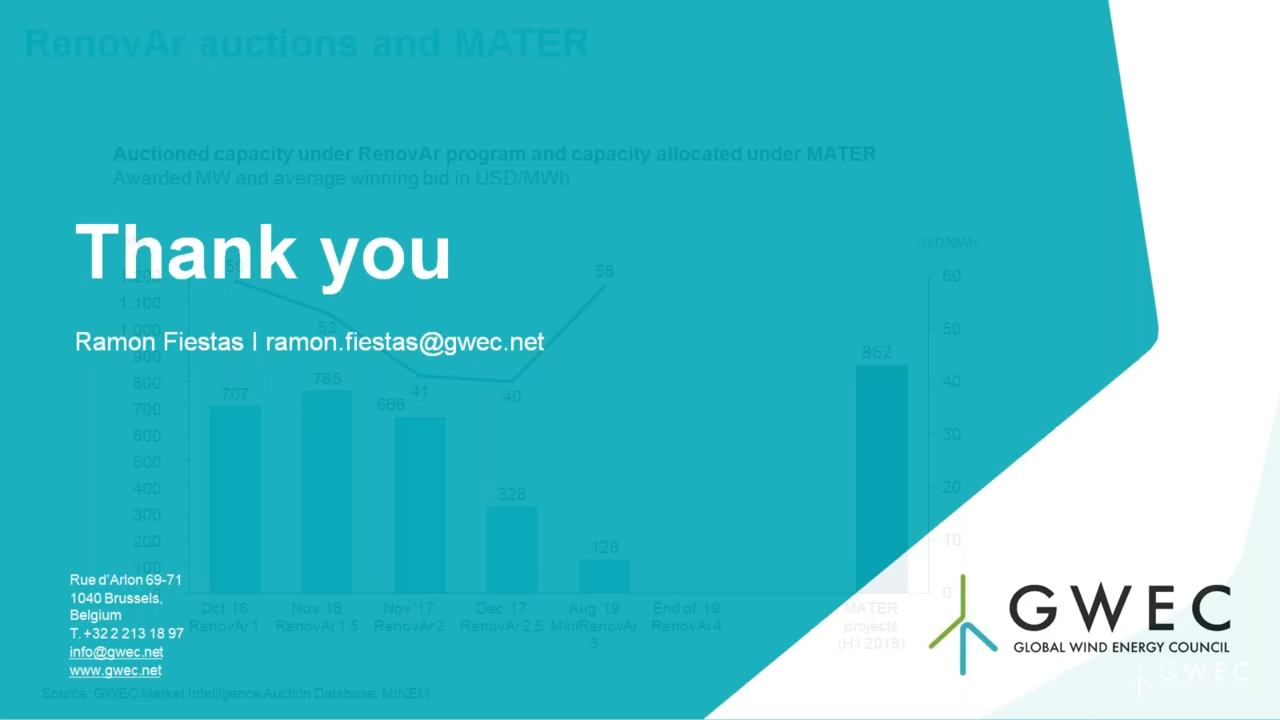 RenovAr auctions and MATER
Auctioned capacity under RenovAr program and capacity allocated under MATER
Awarded MW and average winning bid in USD/MWh
Thank you
Ramon Fiestas I ramon.fiestas@gwec.net
USD/MWh
1.200
1.100
1.000
900
800
700
600
500
400
300
200
100
59
53
41
40
58
707
765
666
328
128
862
60
50
40
30
20
10
0
Oct '16
RenovAr 1
Nov '16
RenovAr 1.5
Nov '17
RenovAr 2
Dec '17
RenovAr 2.5
Aug '19
MiniRenovAr
3
End of '19
RenovAr 4
MATER
projects
(H1 2019)
Rue d'Arlon 69-71
1040 Brussels,
Belgium
T. +32 2 213 18 97
info@gwec.net
www.gwec.net
Source: GWEC Market Intelligence Auction Database. MINEM
GWEC
GLOBAL WIND ENERGY COUNCIL
GWEC